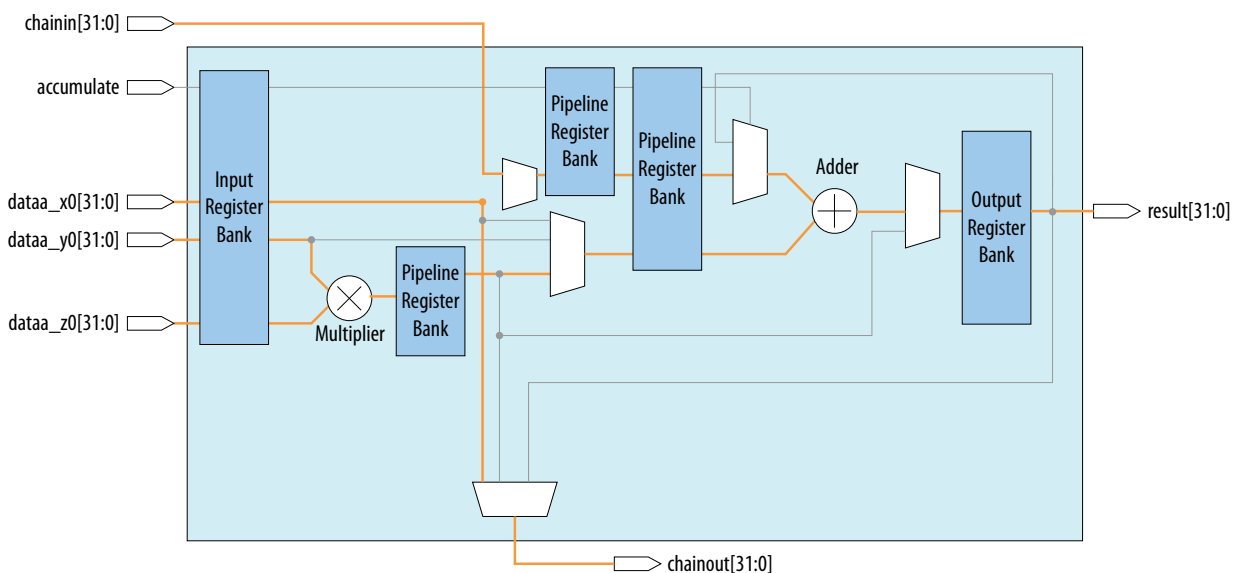 chainin[31:0]
accumulate
dataa_x0[31:0]
dataa_y0[31:0]
dataa_z0[31:0]
Input
Register
Bank
Multiplier
Pipeline
Register
Bank
Pipeline
Register
Bank
Pipeline
Register
Bank
Adder
Output
Register
Bank
result[31:0]
chainout[31:0]